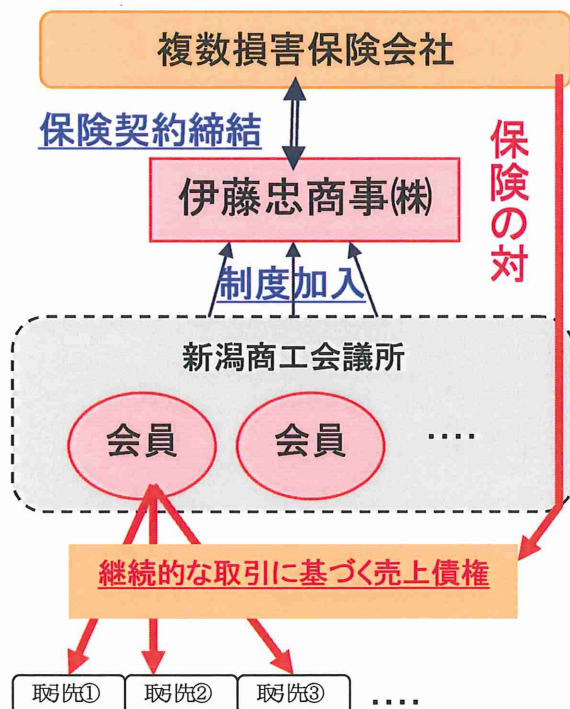 複数損害保険会社
保険契約締結
保険の対
伊藤忠商事㈱
制度加入
新潟商工会議所
会員
会員
‥‥
継続的な取引に基づく売上債権
取引先①
取引先②
取引先③
‥‥